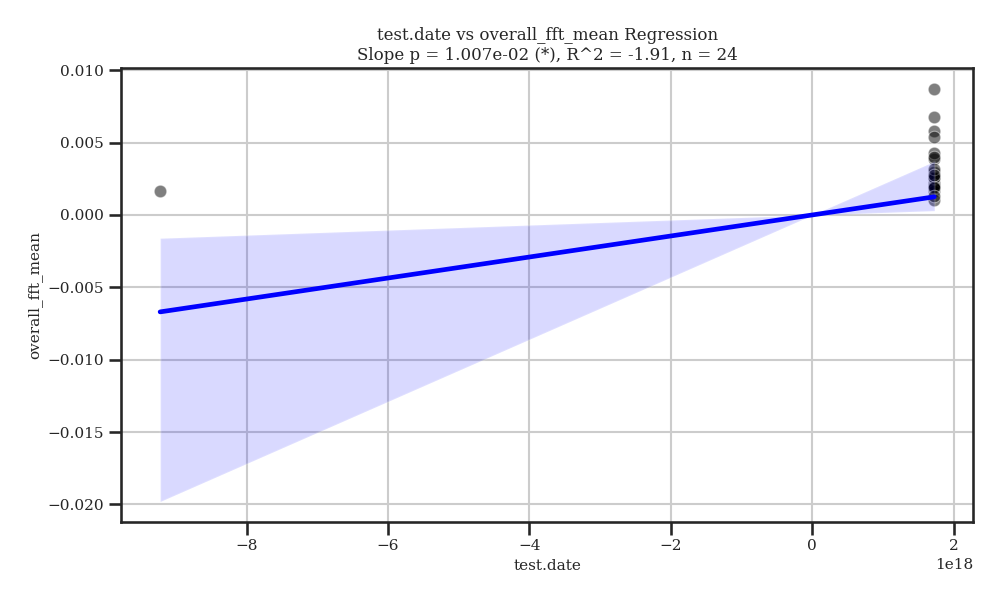 test.date vs overall_fft_mean Regression
Slope p = 1.007e-02 (*), R^2 = -1.91, n = 24
0.010
0.005
0.000
−0.005
−0.010
−0.015
−0.020
overall_fft_mean
−8
−6
−4
−2
0
2
1e18
test.date